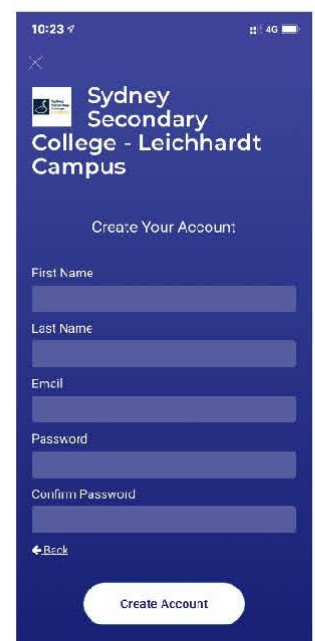 10:23
4G
Sydney
Secondary
College - Leichhardt
Campus
Create Your Account
First Name
Last Name
Email
Password
Confirm Password
Back
Create Account